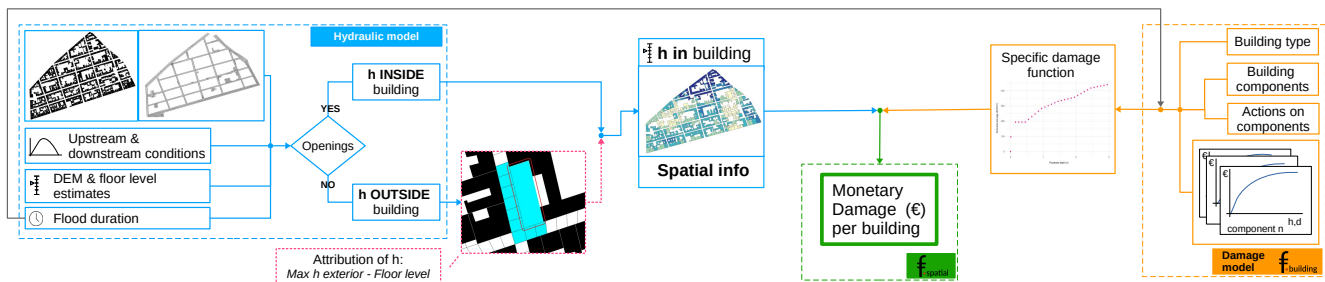 Hydraulic model
Upstream &
downstream conditions
DEM & floor level
estimates
Flood duration
Openings
YES
NO
h INSIDE
building
h OUTSIDE
building
Attribution of h:
Max h exterior - Floor level
h in building
Spatial info
Specific damage
function
Monetary
Damage (€)
per building
€ spatial
Building type
Building
components
Actions on
components
€
€
€
h,d
component n
Damage
model
€ -building